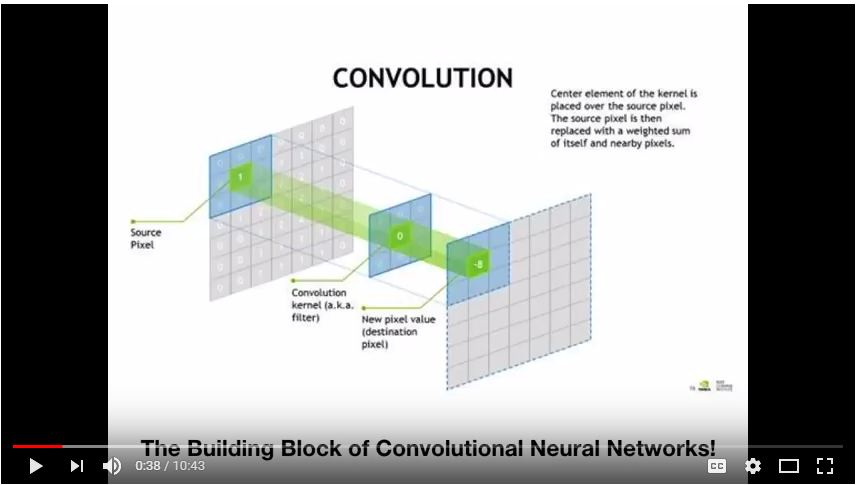 CONVOLUTION
Center element of the kernel is
placed over the source pixel.
The source pixel is then
replaced with a weighted sum
of itself and nearby pixels.
1
0
-8
Source
Pixel
Convolution
kernel (a.k.a.
filter)
New pixel value
(destination
pixel)
The Building Block of Convolutional Neural Networks!
0:38 / 10:43
CC